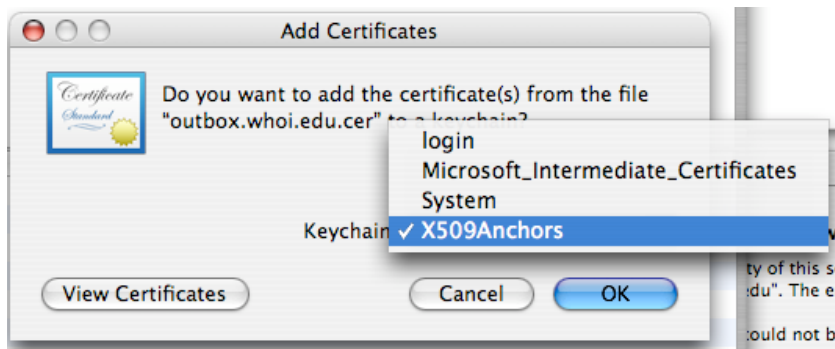 Add Certificates
Certificate
Standard
Do you want to add the certificate(s) from the file
"outbox.whoi.edu.cer" to a keychain?
login
Microsoft_Intermediate_Certificates
System
Keychain ✓ X509Anchors
View Certificates
Cancel
OK
ty of this s
edu". The e
could not b